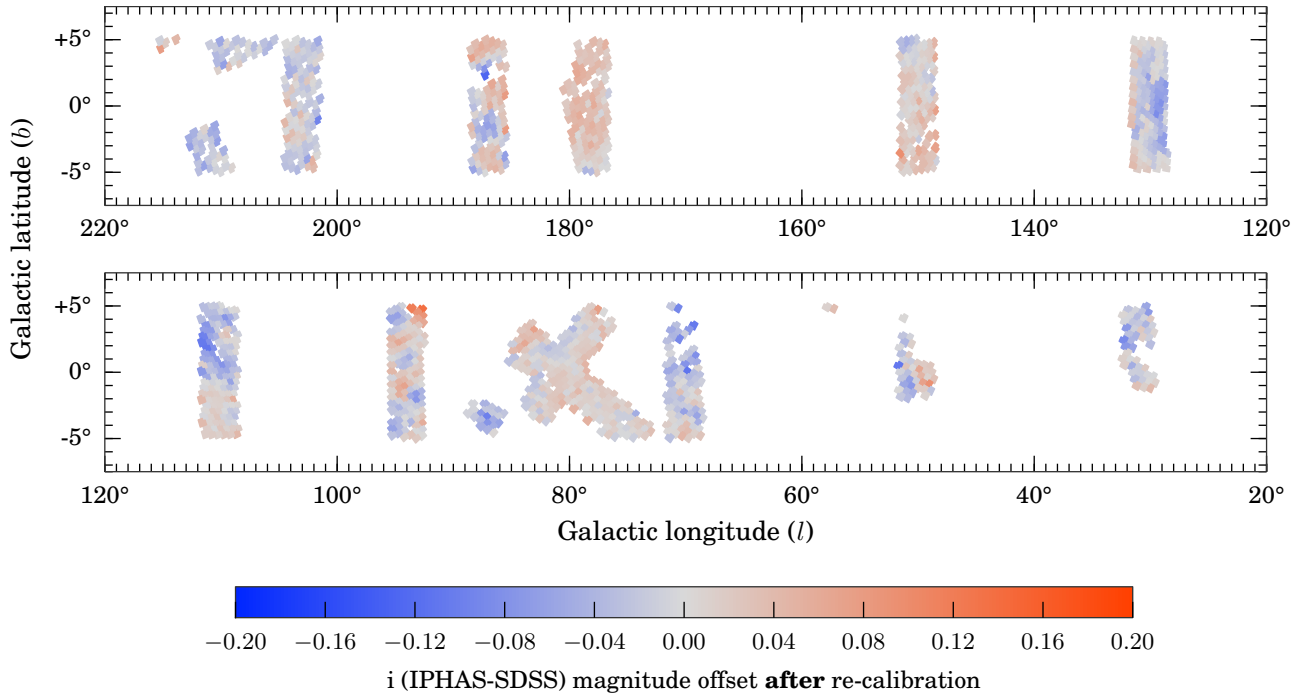 +5°
0°
-5°
220° 200° 180° 160° 140° 120°
Galactic latitude (b)
+5°
0°
-5°
120° 100° 80° 60° 40° 20°
Galactic longitude (l)
−0.20 −0.16 −0.12 −0.08 −0.04 0.00 0.04 0.08 0.12 0.16 0.20
i (IPHAS-SDSS) magnitude offset after re-calibration